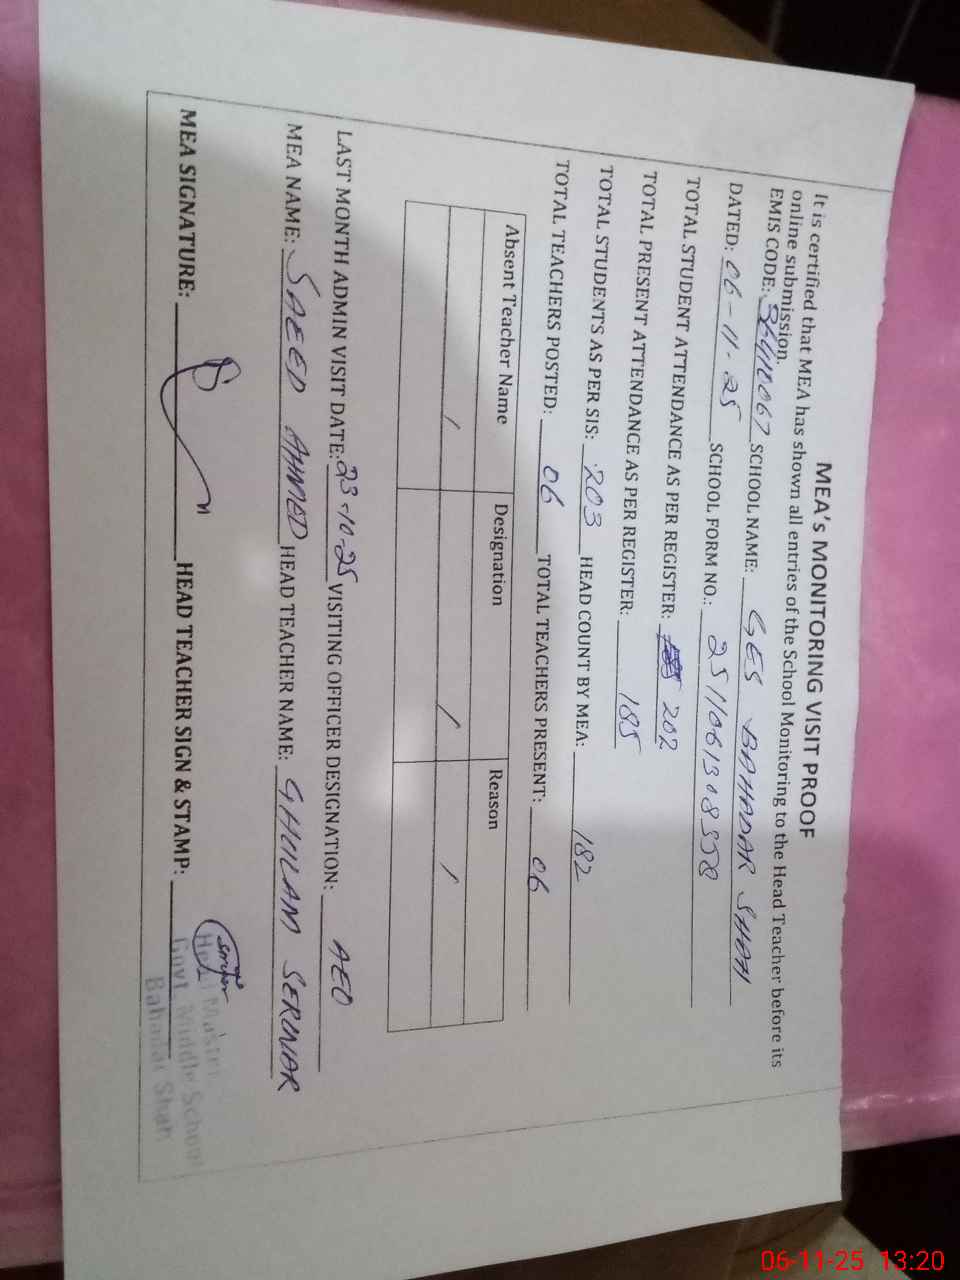 MEA's MONITORING VISIT PROOF
It is certified that MEA has shown all entries of the School Monitoring to the Head Teacher before its
online submission.
EMIS CODE: 36410067 SCHOOL NAME: GES BAHADAR SHAH
DATED: 06-11-25 SCHOOL FORM NO.: 2511061308558
TOTAL STUDENT ATTENDANCE AS PER REGISTER: 202
TOTAL PRESENT ATTENDANCE AS PER REGISTER: 185
TOTAL STUDENTS AS PER SIS: 203 HEAD COUNT BY MEA: 182
TOTAL TEACHERS POSTED: 06 TOTAL TEACHERS PRESENT: 06
Absent Teacher Name Designation Reason
/ / /
LAST MONTH ADMIN VISIT DATE: 23-10-25 VISITING OFFICER DESIGNATION: AEO
MEA NAME: SAEED AHMED HEAD TEACHER NAME: GHULAM SERWAR
MEA SIGNATURE: HEAD TEACHER SIGN & STAMP:
Head Master
Govt. Middle School
Bahadar Shah
06-11-25 13:20